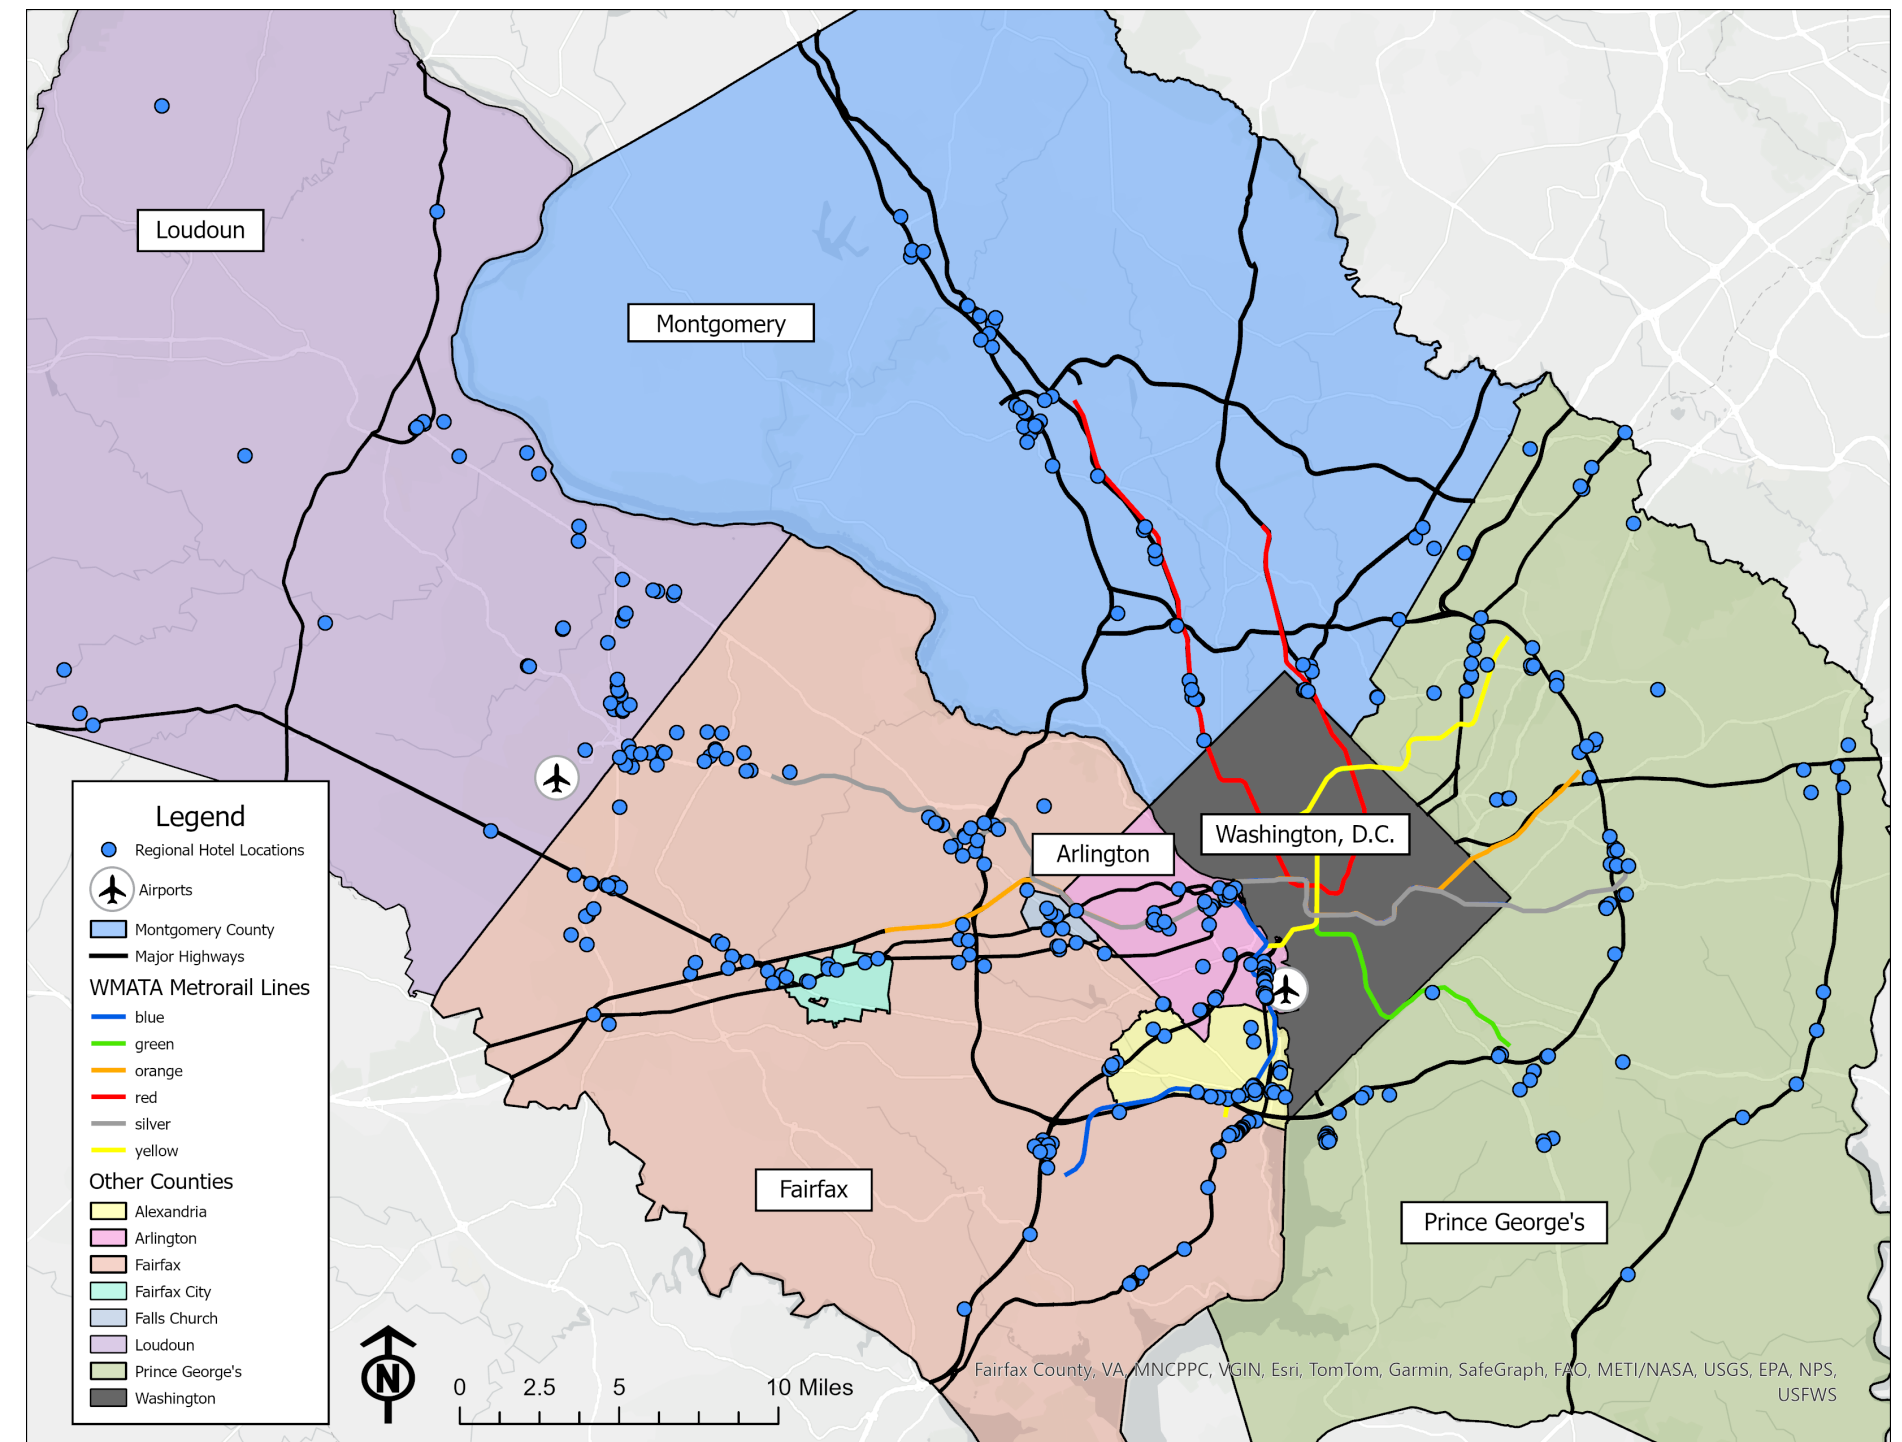 Loudoun
Montgomery
Washington, D.C.
Arlington
Fairfax
Prince George's
Legend
Regional Hotel Locations
Airports
Montgomery County
Major Highways
WMATA Metrorail Lines
blue
green
orange
red
silver
yellow
Other Counties
Alexandria
Arlington
Fairfax
Fairfax City
Falls Church
Loudoun
Prince George's
Washington
N
0 2.5 5 10 Miles
Fairfax County, VA, MNCPPC, VGIN, Esri, TomTom, Garmin, SafeGraph, FAO, METI/NASA, USGS, EPA, NPS,
USFWS